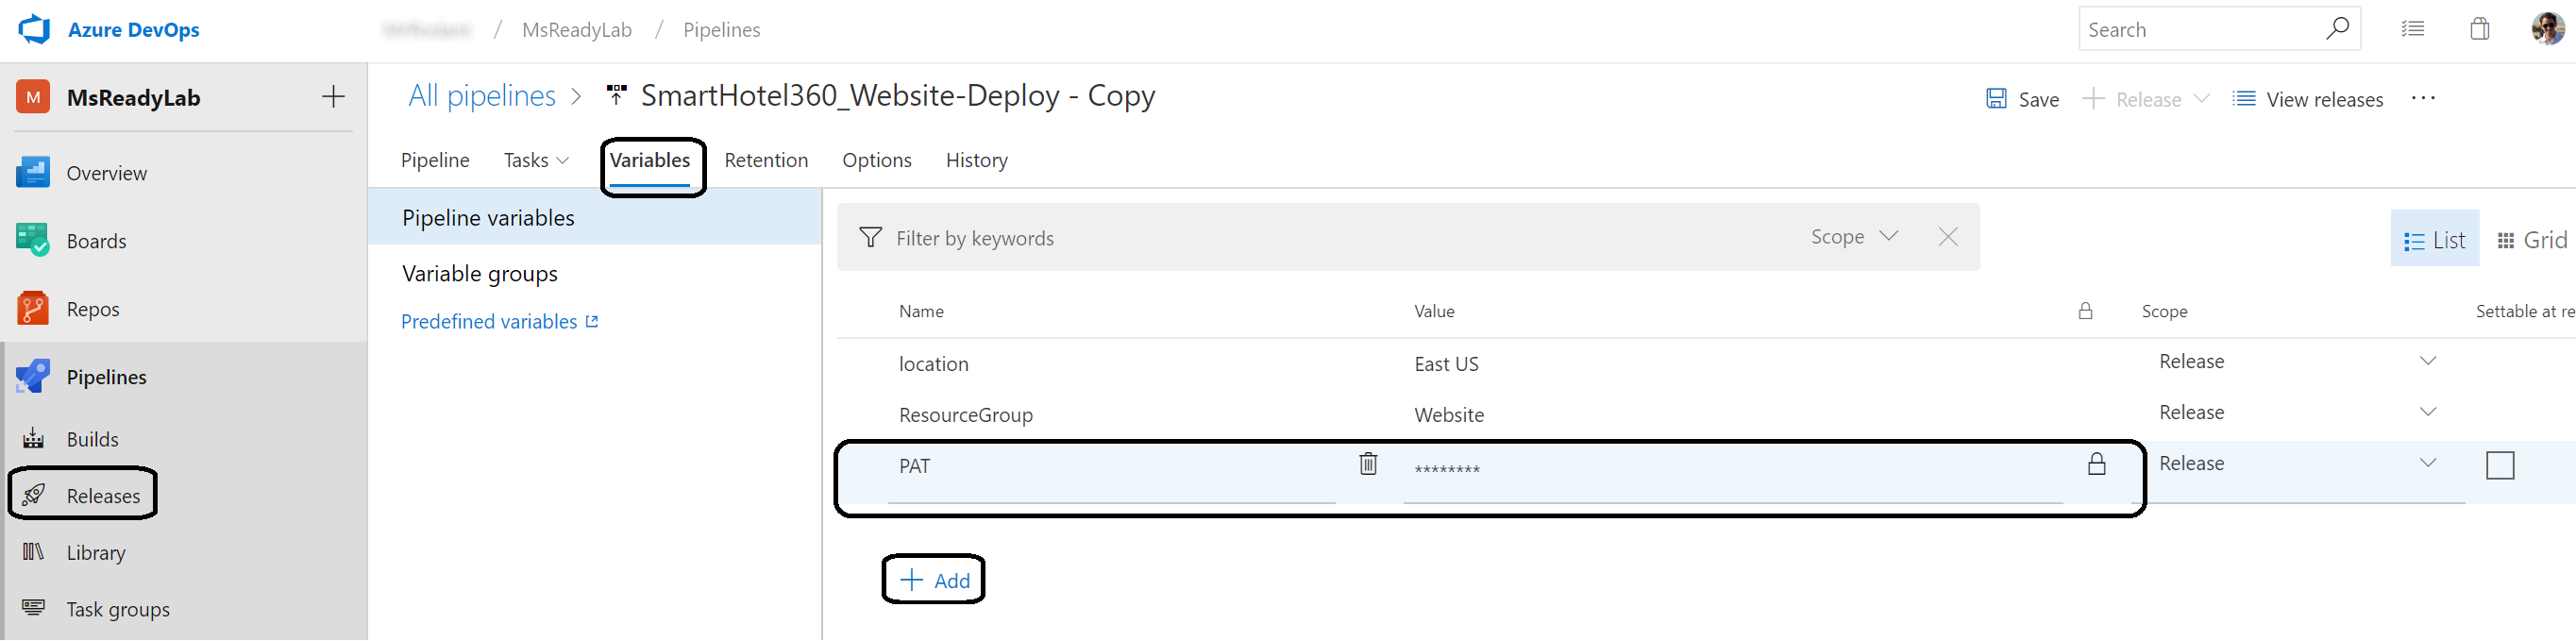 Azure DevOps / MsReadyLab / Pipelines Search
M MsReadyLab
All pipelines > SmartHotel360_Website-Deploy - Copy Save Release View releases ...
Pipeline Tasks Variables Retention Options History
Overview
Boards
Repos
Pipelines
Builds
Releases
Library
Task groups
Pipeline variables
Variable groups
Predefined variables
Filter by keywords Scope List Grid
Name Value Scope Settable at re
location East US Release
ResourceGroup Website Release
PAT ******** Release
+ Add